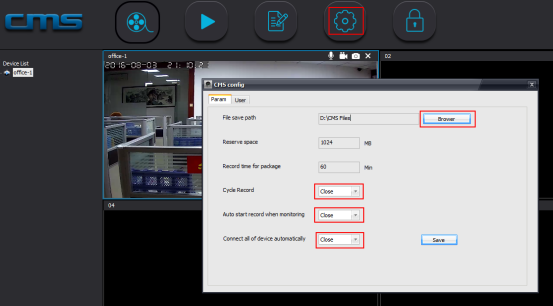 cms
Device List
office-1
office-1
02
2016-08-03 21:10:2
CMS config
Param User
File save path D:\CMS Files Brower
Reserve space 1024 MB
Record time for package 60 Min
Cycle Record Close
Auto start record when monitoring Close
Connect all of device automatically Close Save
04